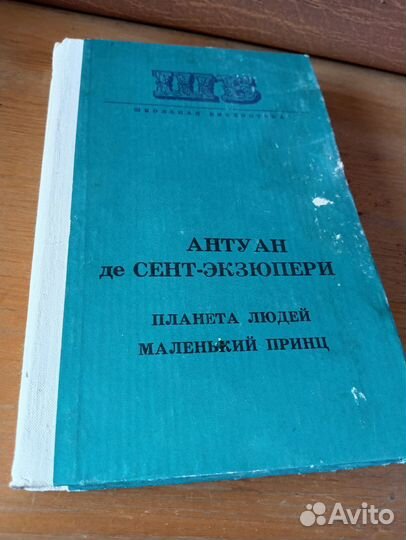 ШБ
ШКОЛЬНАЯ БИБЛИОТЕКА
АНТУАН
де СЕНТ-ЭКЗЮПЕРИ
ПЛАНЕТА ЛЮДЕЙ
МАЛЕНЬКИЙ ПРИНЦ
Avito